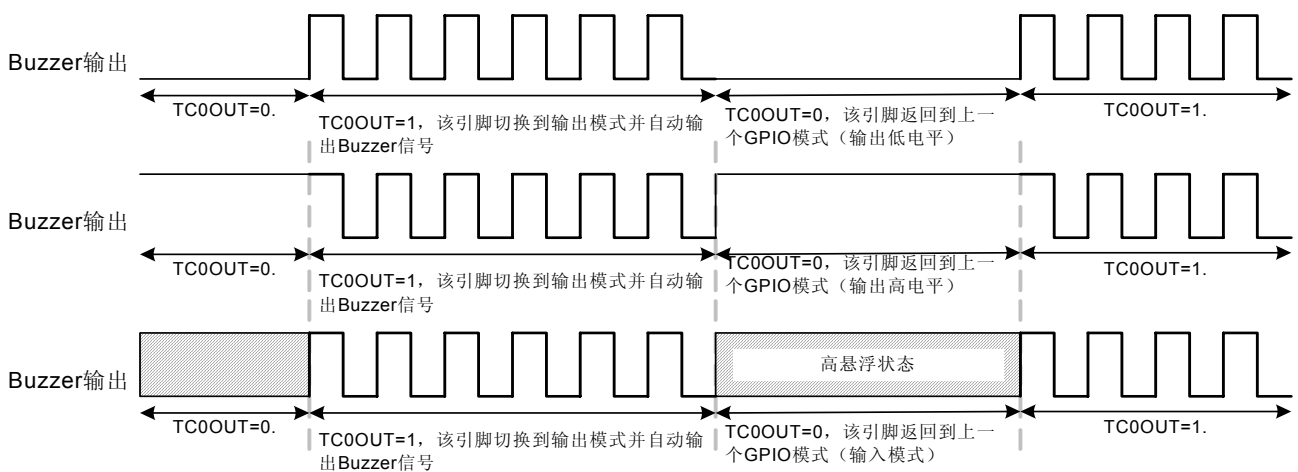 Buzzer输出
TC0OUT=0.
TC0OUT=1，该引脚切换到输出模式并自动输
出Buzzer信号
TC0OUT=0，该引脚返回到上一
个GPIO模式（输出低电平）
TC0OUT=1.
Buzzer输出
TC0OUT=0.
TC0OUT=1，该引脚切换到输出模式并自动输
出Buzzer信号
TC0OUT=0，该引脚返回到上一
个GPIO模式（输出高电平）
TC0OUT=1.
Buzzer输出
高悬浮状态
TC0OUT=0.
TC0OUT=1，该引脚切换到输出模式并自动输
出Buzzer信号
TC0OUT=0，该引脚返回到上一
个GPIO模式（输入模式）
TC0OUT=1.